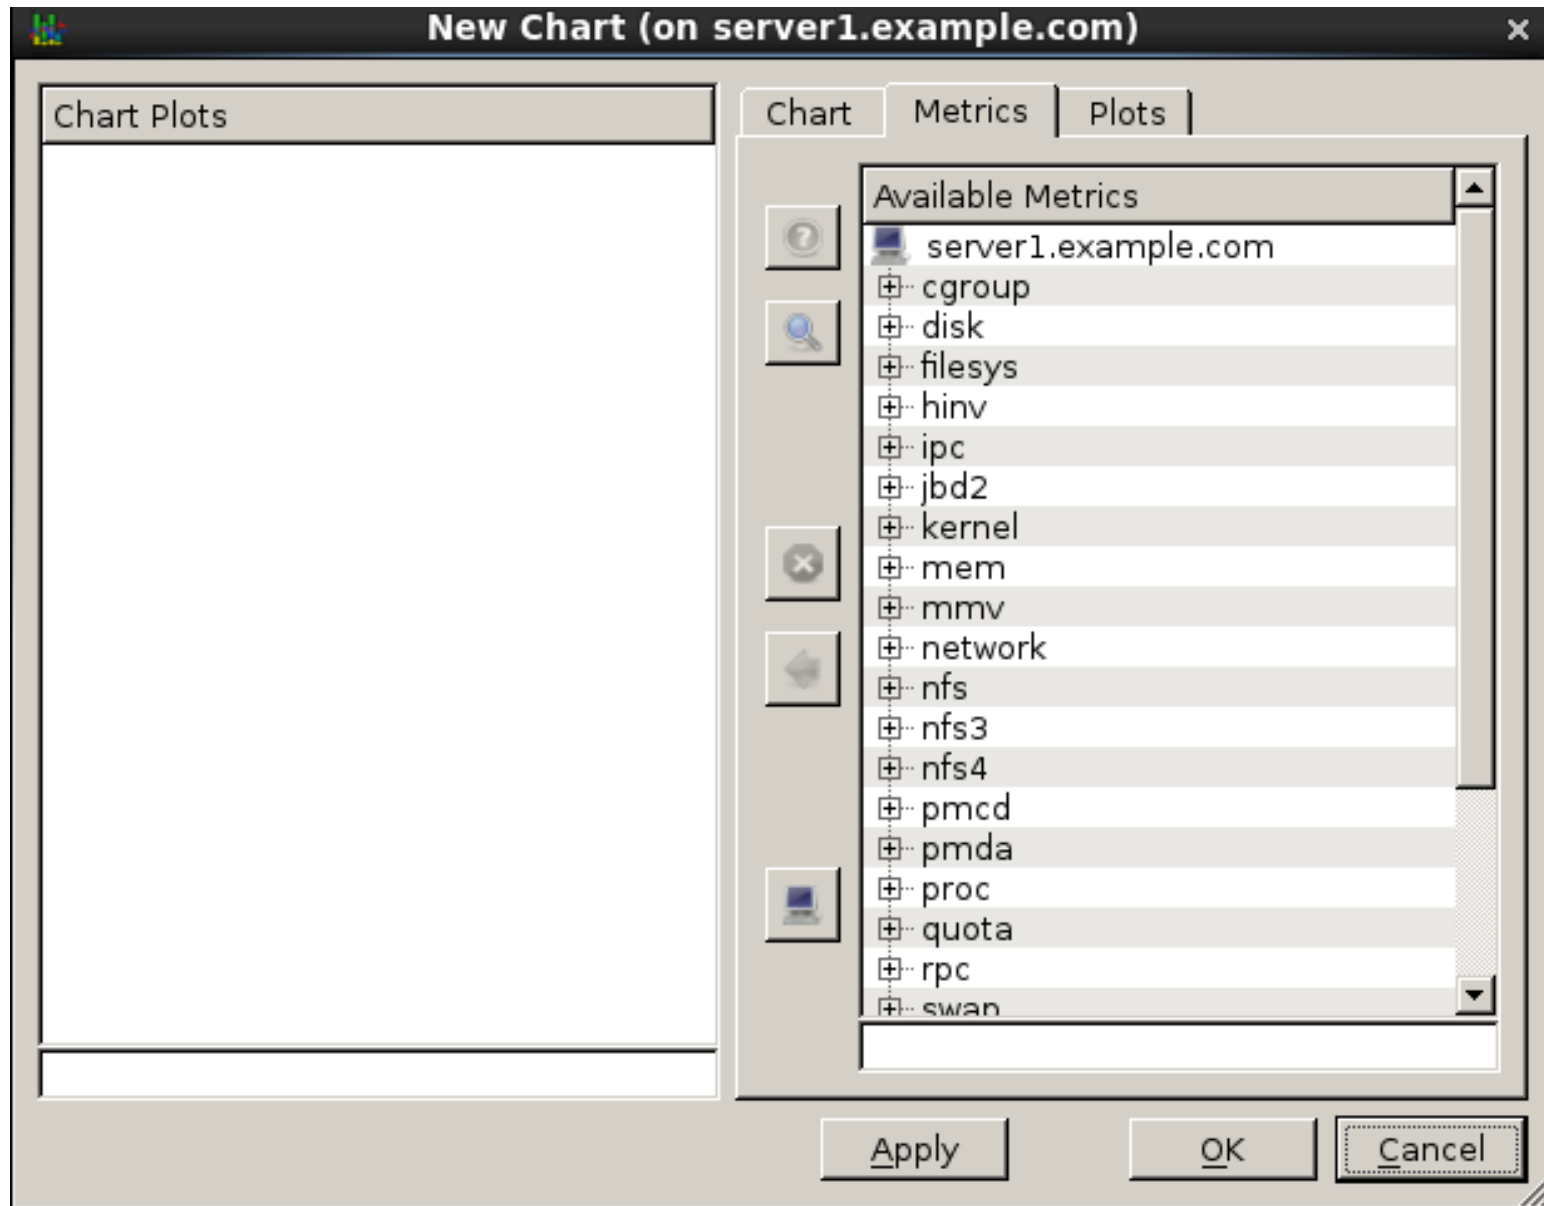 New Chart (on server1.example.com)
Chart Plots
Chart
Metrics
Plots
Available Metrics
server1.example.com
cgroup
disk
filesys
hinv
ipc
jbd2
kernel
mem
mmv
network
nfs
nfs3
nfs4
pmcd
pmda
proc
quota
rpc
swap
Apply
OK
Cancel